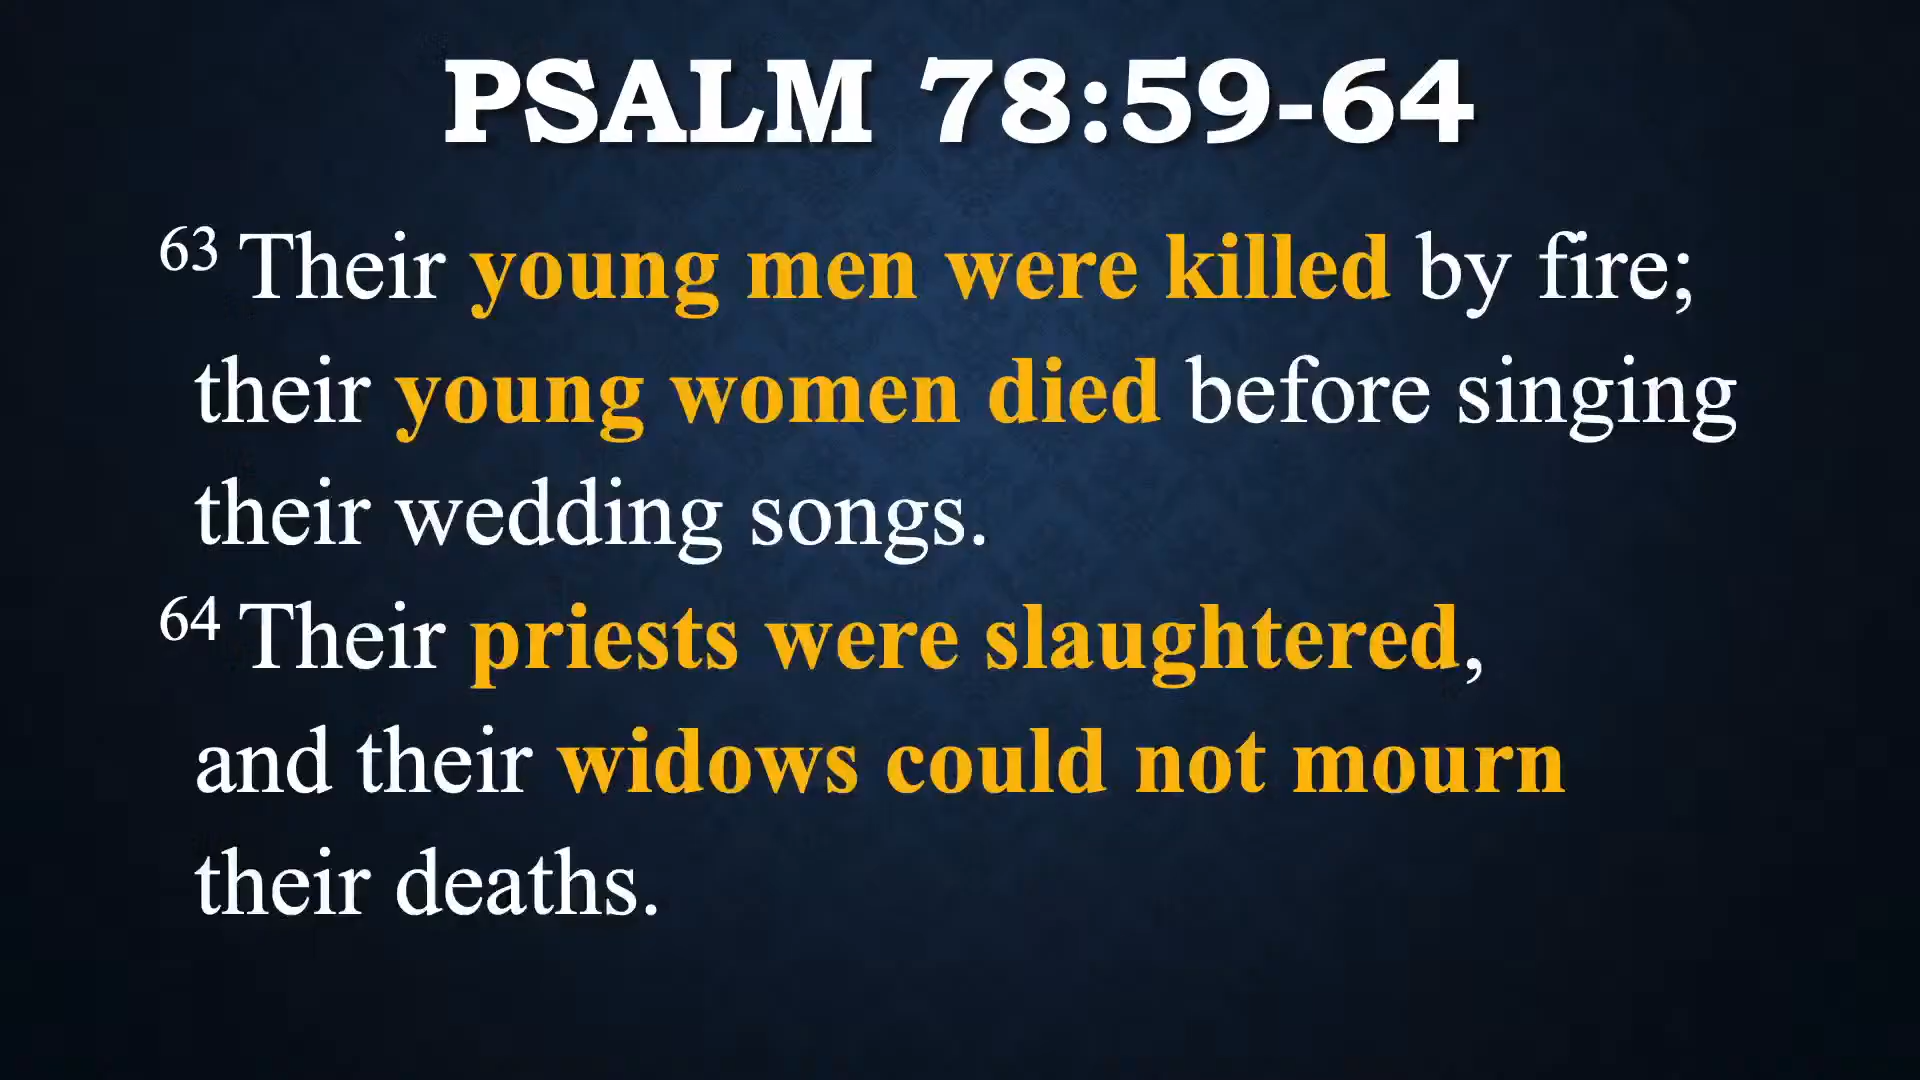 PSALM 78:59-64
63 Their young men were killed by fire;
their young women died before singing
their wedding songs.
64 Their priests were slaughtered,
and their widows could not mourn
their deaths.